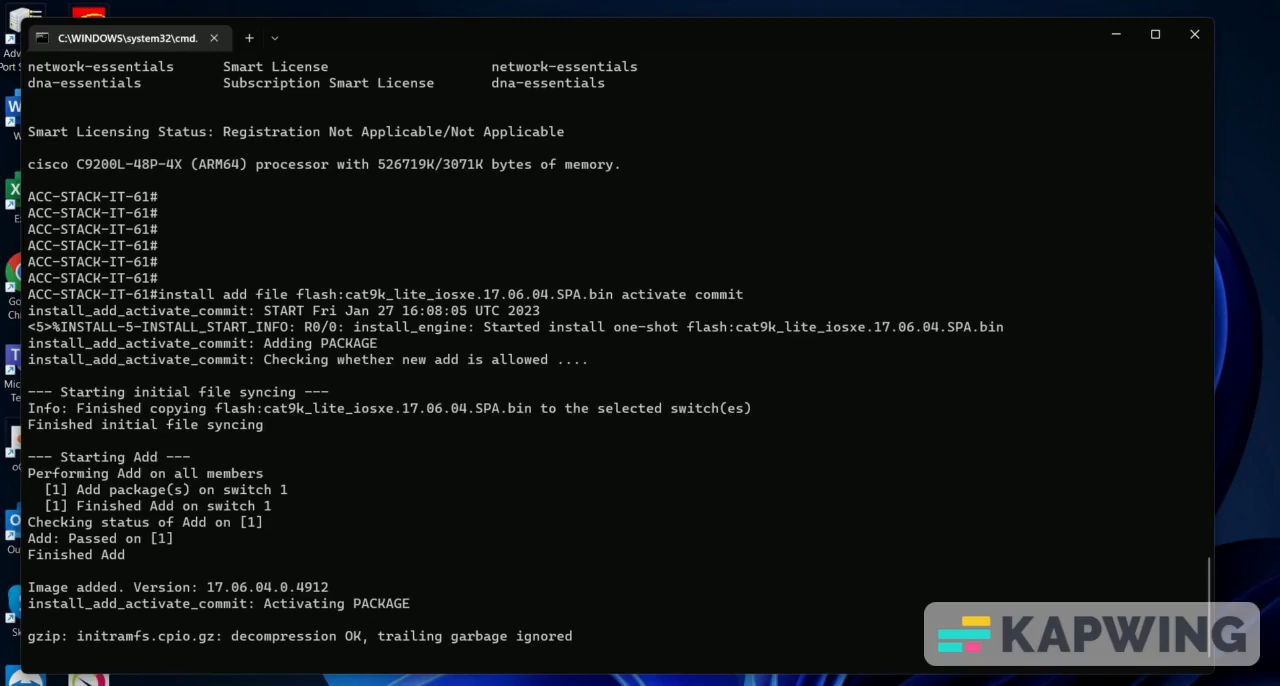 C:\WINDOWS\system32\cmd.
network-essentials Smart License network-essentials
dna-essentials Subscription Smart License dna-essentials
Smart Licensing Status: Registration Not Applicable/Not Applicable
cisco C9200L-48P-4X (ARM64) processor with 526719K/3071K bytes of memory.
ACC-STACK-IT-61#
ACC-STACK-IT-61#
ACC-STACK-IT-61#
ACC-STACK-IT-61#
ACC-STACK-IT-61#
ACC-STACK-IT-61#
ACC-STACK-IT-61#install add file flash:cat9k_lite_iosxe.17.06.04.SPA.bin activate commit
install_add_activate_commit: START Fri Jan 27 16:08:05 UTC 2023
<5>%INSTALL-5-INSTALL_START_INFO: R0/0: install_engine: Started install one-shot flash:cat9k_lite_iosxe.17.06.04.SPA.bin
install_add_activate_commit: Adding PACKAGE
install_add_activate_commit: Checking whether new add is allowed ....
--- Starting initial file syncing ---
Info: Finished copying flash:cat9k_lite_iosxe.17.06.04.SPA.bin to the selected switch(es)
Finished initial file syncing
--- Starting Add ---
Performing Add on all members
[1] Add package(s) on switch 1
[1] Finished Add on switch 1
Checking status of Add on [1]
Add: Passed on [1]
Finished Add
Image added. Version: 17.06.04.0.4912
install_add_activate_commit: Activating PACKAGE
gzip: initramfs.cpio.gz: decompression OK, trailing garbage ignored
KAPWING